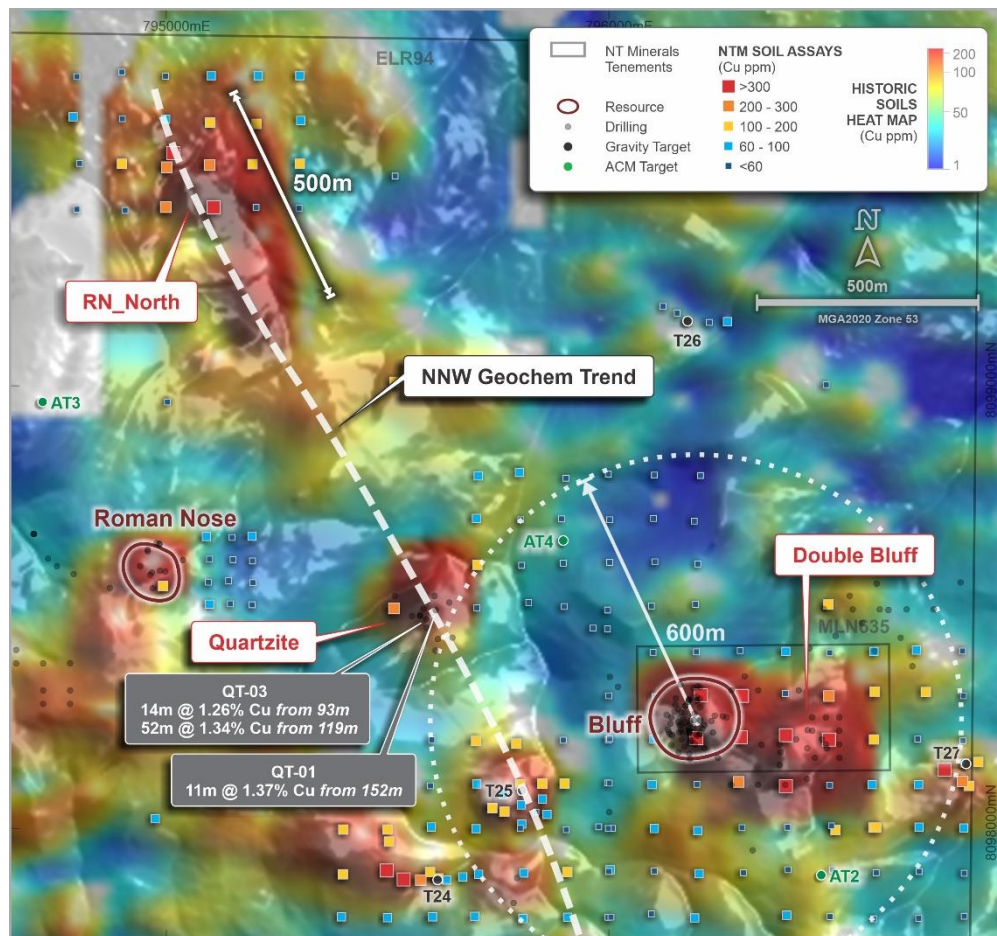 795000mE
796000mE
ELR94
NT Minerals
Tenements
Resource
Drilling
Gravity Target
ACM Target
NTM SOIL ASSAYS
(Cu ppm)
>300
200 - 300
100 - 200
60 - 100
<60
HISTORIC
SOILS
HEAT MAP
(Cu ppm)
200
100
50
1
N
500m
MGA2020 Zone 53
500m
RN_North
T26
NNW Geochem Trend
8099000mN
AT3
Roman Nose
AT4
Double Bluff
Quartzite
600m
MLN635
QT-03
14m @ 1.26% Cu from 93m
52m @ 1.34% Cu from 119m
Bluff
QT-01
11m @ 1.37% Cu from 152m
T27
T25
8098000mN
T24
AT2